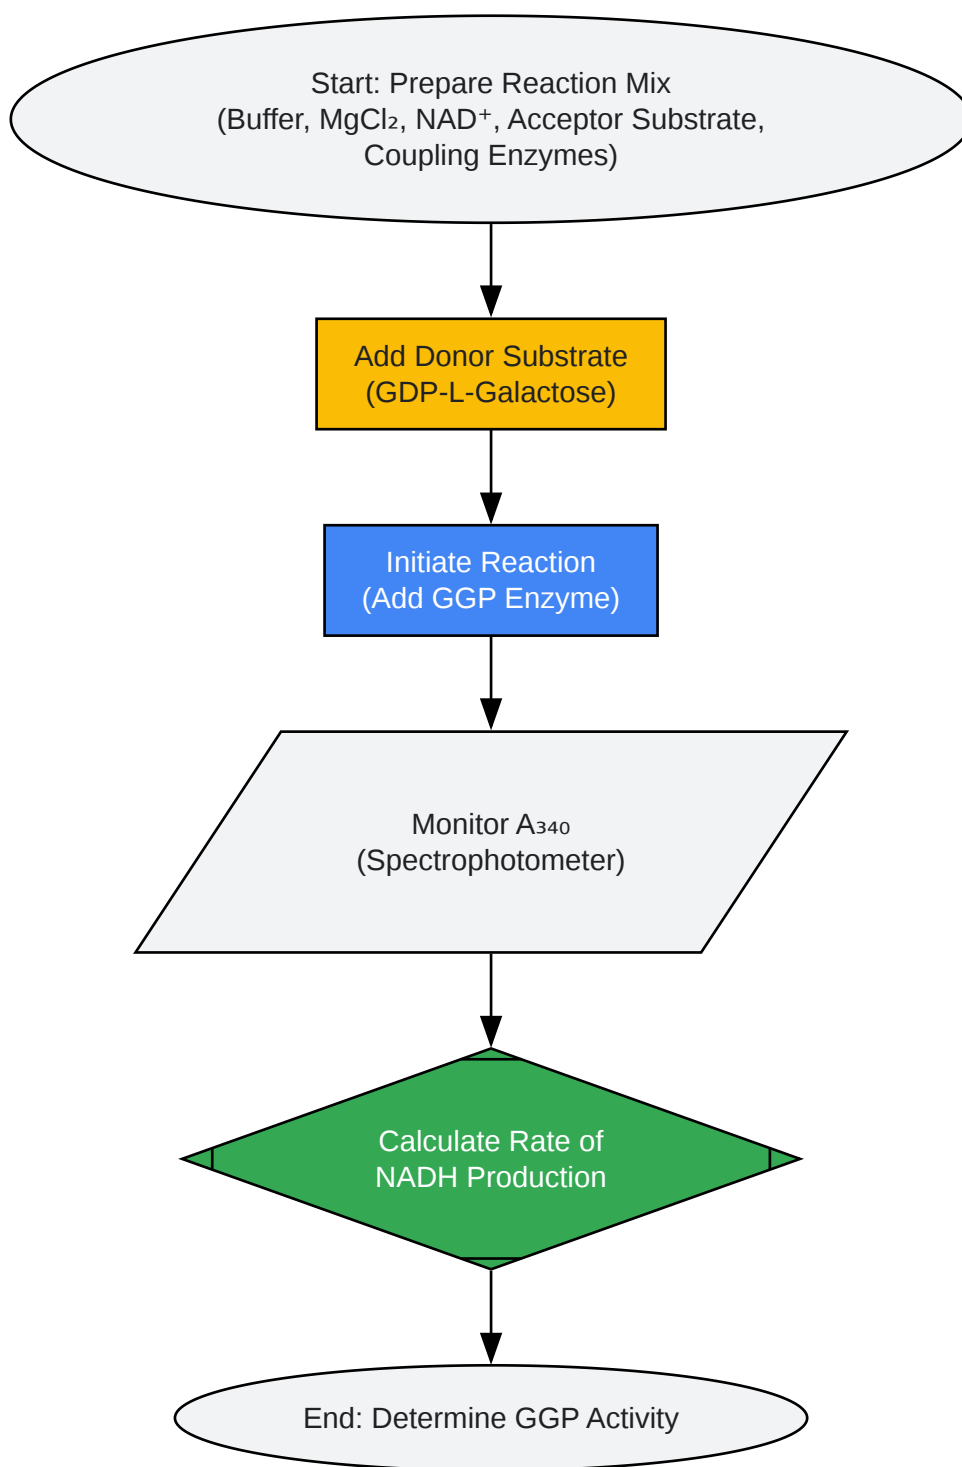 Start: Prepare Reaction Mix
(Buffer, MgCl₂, NAD⁺, Acceptor Substrate,
Coupling Enzymes)
Add Donor Substrate
(GDP-L-Galactose)
Initiate Reaction
(Add GGP Enzyme)
Monitor A₃₄₀
(Spectrophotometer)
Calculate Rate of
NADH Production
End: Determine GGP Activity